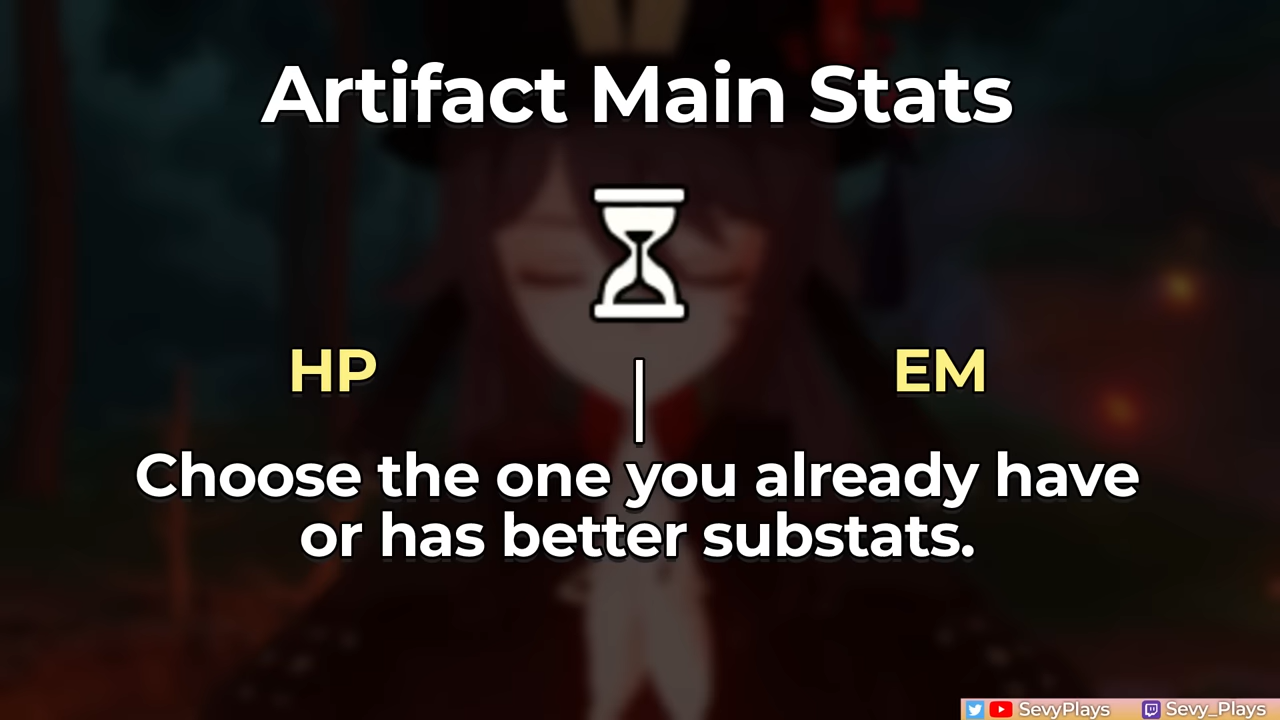 Artifact Main Stats
HP | EM
Choose the one you already have
or has better substats.
SevyPlays Sevy_Plays